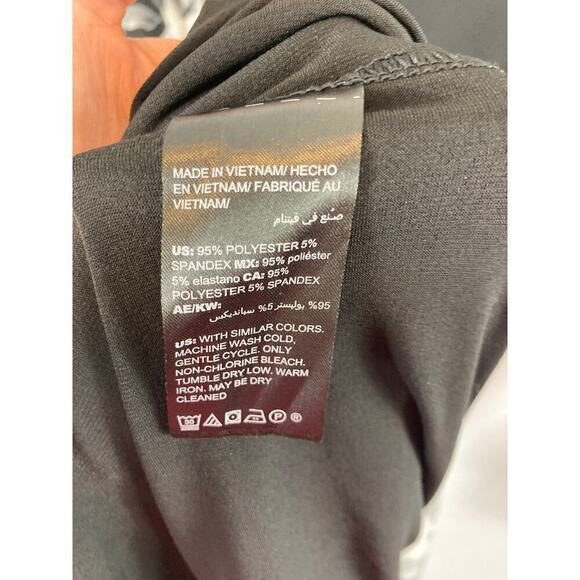 MADE IN VIETNAM/ HECHO
EN VIETNAM/ FABRIQUÉ AU
VIETNAM/
صنع في فيتنام
US: 95% POLYESTER 5%
SPANDEX MX: 95% poliéster
5% elastano CA: 95%
POLYESTER 5% SPANDEX
AE/KW:
95% بوليستر 5% سبانديكس
US: WITH SIMILAR COLORS.
MACHINE WASH COLD,
GENTLE CYCLE. ONLY
NON-CHLORINE BLEACH.
TUMBLE DRY LOW. WARM
IRON. MAY BE DRY
CLEANED
30 P ®